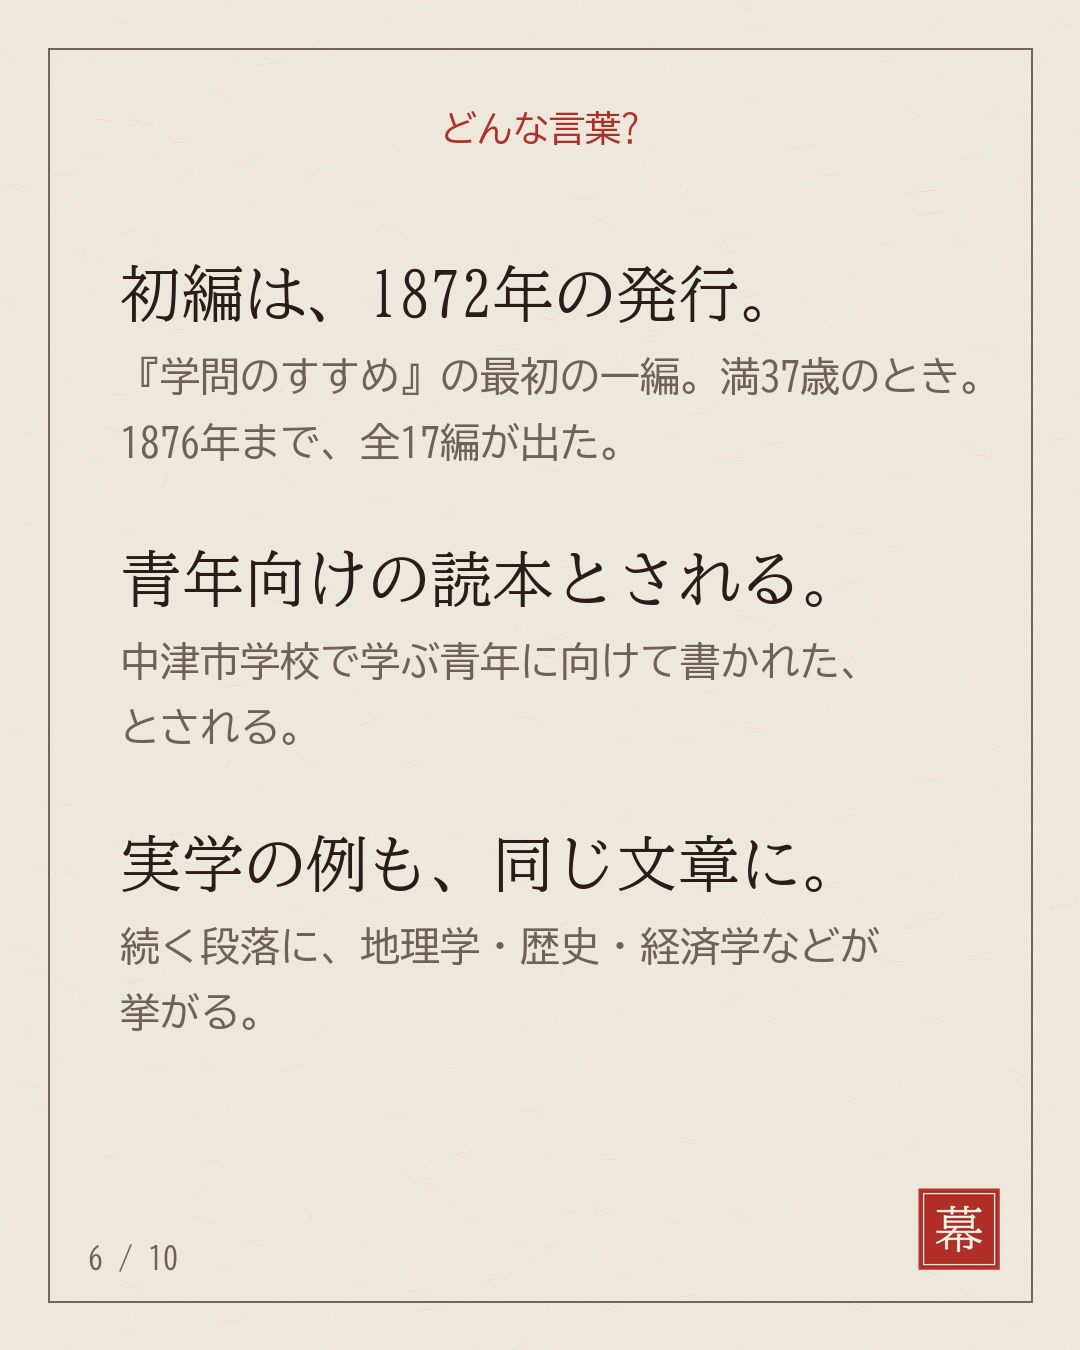 どんな言葉?
初編は、1872年の発行。
『学問のすすめ』の最初の一編。満37歳のとき。
1876年まで、全17編が出た。
青年向けの読本とされる。
中津市学校で学ぶ青年に向けて書かれた、
とされる。
実学の例も、同じ文章に。
続く段落に、地理学・歴史・経済学などが
挙がる。
幕
6 / 10